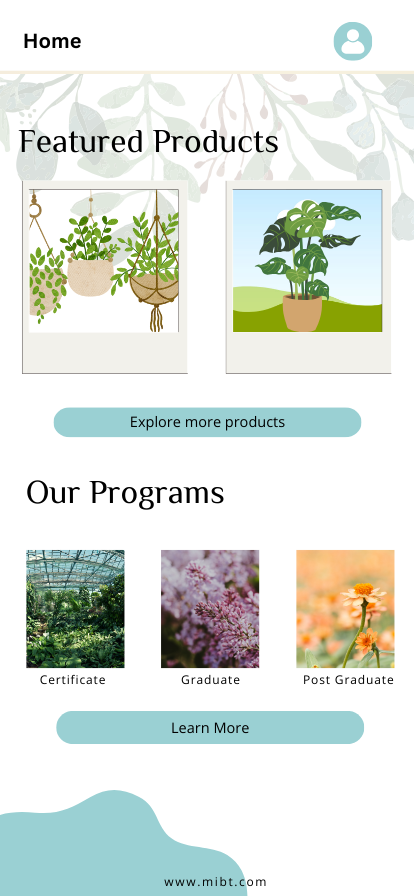 Home
Featured Products
Explore more products
Our Programs
Certificate
Graduate
Post Graduate
Learn More
www.mibt.com